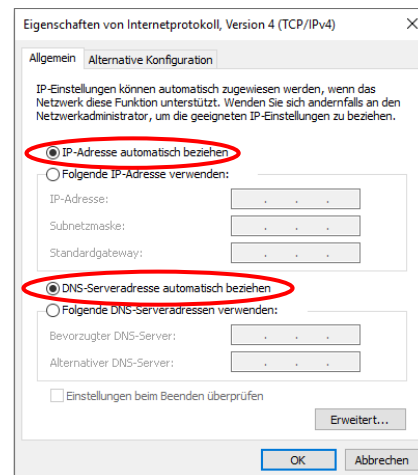 Eigenschaften von Internetprotokoll, Version 4 (TCP/IPv4)
Allgemein
Alternative Konfiguration
IP-Einstellungen können automatisch zugewiesen werden, wenn das
Netzwerk diese Funktion unterstützt. Wenden Sie sich andernfalls an den
Netzwerkadministrator, um die geeigneten IP-Einstellungen zu beziehen.
IP-Adresse automatisch beziehen
Folgende IP-Adresse verwenden:
IP-Adresse:
Subnetzmaske:
Standardgateway:
DNS-Serveradresse automatisch beziehen
Folgende DNS-Serveradressen verwenden:
Bevorzugter DNS-Server:
Alternativer DNS-Server:
Einstellungen beim Beenden überprüfen
Erweitert...
OK
Abbrechen